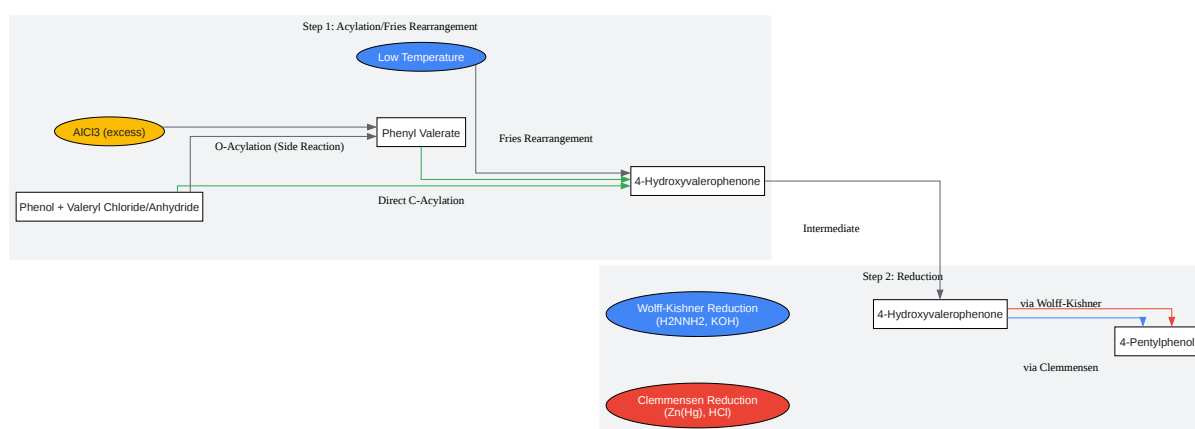 Step 1: Acylation/Fries Rearrangement
Low Temperature
AlCl3 (excess)
Phenyl Valerate
O-Acylation (Side Reaction)
Fries Rearrangement
4-Hydroxyvalerophenone
Phenol + Valeryl Chloride/Anhydride
Direct C-Acylation
Intermediate
Step 2: Reduction
Wolff-Kishner Reduction
(H2NNH2, KOH)
4-Hydroxyvalerophenone
via Wolff-Kishner
4-Pentylphenol
via Clemmensen
Clemmensen Reduction
(Zn(Hg), HCl)